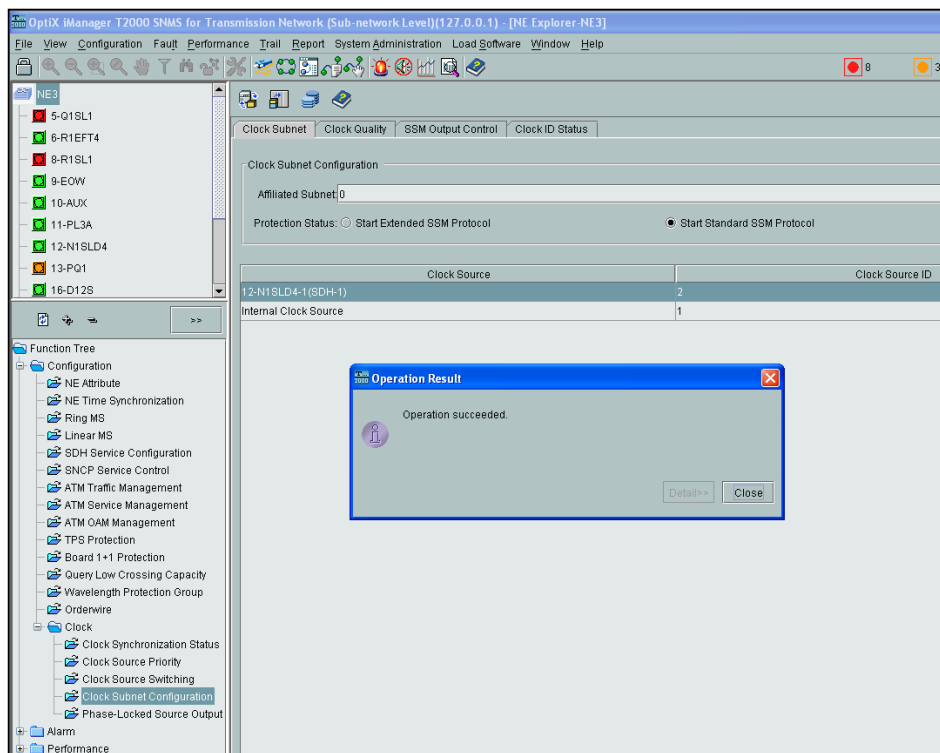 OptiX iManager T2000 SNMS for Transmission Network (Sub-network Level)(127.0.0.1) - [NE Explorer-NE3]
File View Configuration Fault Performance Trail Report System Administration Load Software Window Help
8
3
NE3
5-Q1SL1
6-R1EFT4
8-R1SL1
9-EOW
10-AUX
11-PL3A
12-N1SLD4
13-PQ1
16-D12S
>>
Function Tree
Configuration
NE Attribute
NE Time Synchronization
Ring MS
Linear MS
SDH Service Configuration
SNCP Service Control
ATM Traffic Management
ATM Service Management
ATM OAM Management
TPS Protection
Board 1+1 Protection
Query Low Crossing Capacity
Wavelength Protection Group
Orderwire
Clock
Clock Synchronization Status
Clock Source Priority
Clock Source Switching
Clock Subnet Configuration
Phase-Locked Source Output
Alarm
Performance
Clock Subnet Clock Quality SSM Output Control Clock ID Status
Clock Subnet Configuration
Affiliated Subnet: 0
Protection Status: Start Extended SSM Protocol Start Standard SSM Protocol
Clock Source Clock Source ID
12-N1SLD4-1(SDH-1) 2
Internal Clock Source 1
T2000 Operation Result
Operation succeeded.
Detail>> Close